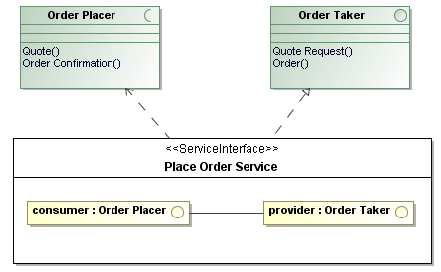 Order Placer
Quote()
Order Confirmation()
Order Taker
Quote Request()
Order()
<<ServiceInterface>>
Place Order Service
consumer : Order Placer
provider : Order Taker